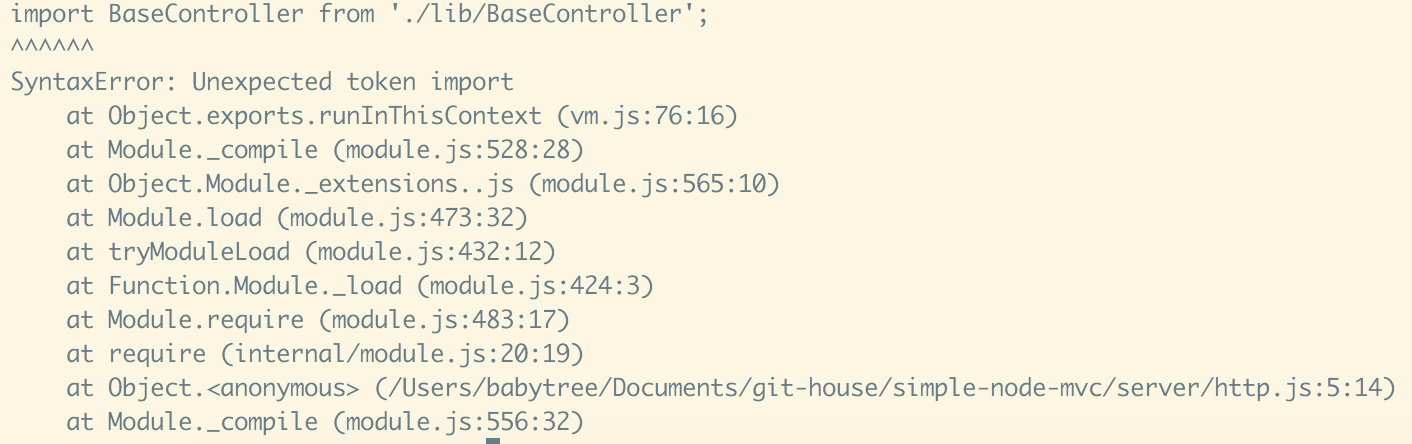 import BaseController from './lib/BaseController';
^^^^^^
SyntaxError: Unexpected token import
    at Object.exports.runInThisContext (vm.js:76:16)
    at Module._compile (module.js:528:28)
    at Object.Module._extensions..js (module.js:565:10)
    at Module.load (module.js:473:32)
    at tryModuleLoad (module.js:432:12)
    at Function.Module._load (module.js:424:3)
    at Module.require (module.js:483:17)
    at require (internal/module.js:20:19)
    at Object.<anonymous> (/Users/babytree/Documents/git-house/simple-node-mvc/server/http.js:5:14)
    at Module._compile (module.js:556:32)